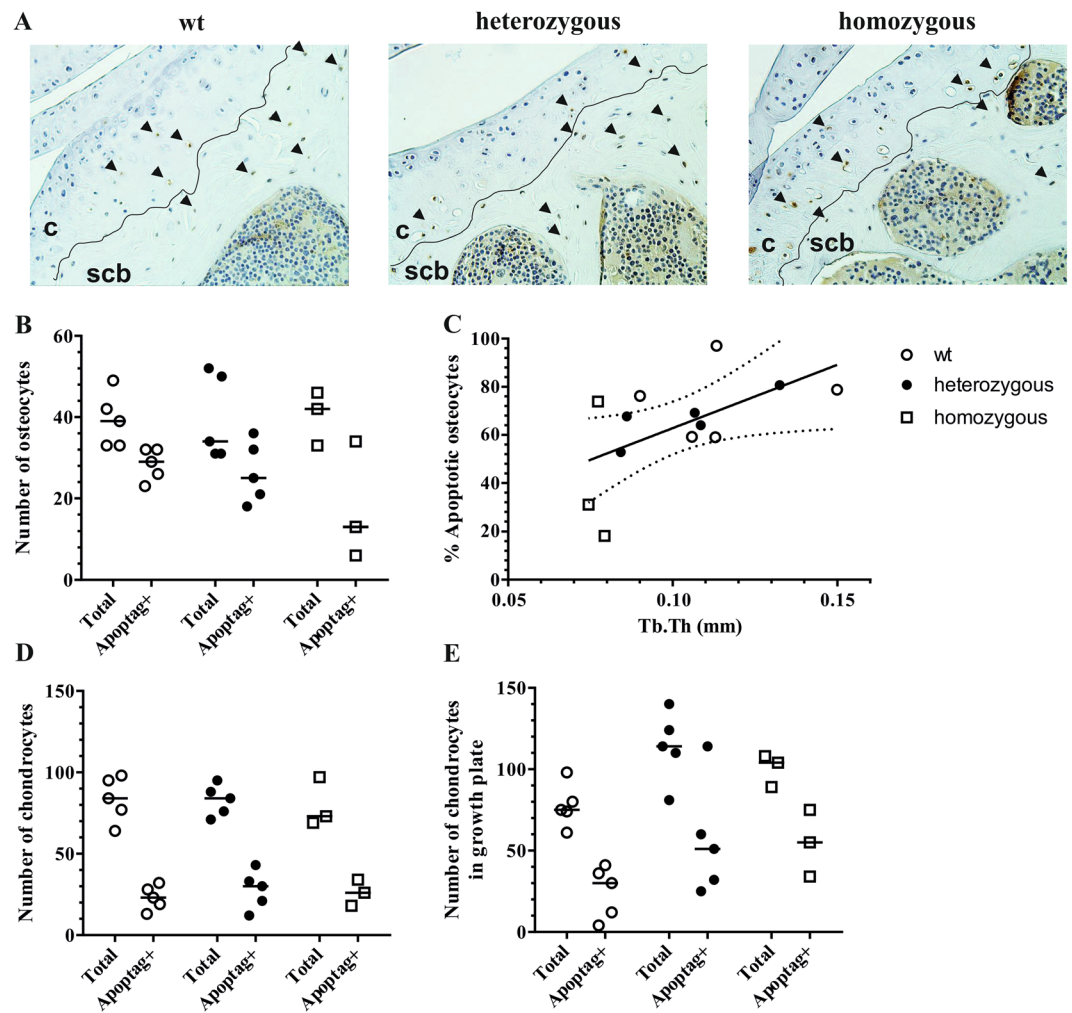 A
wt
heterozygous
homozygous
c
scb
c
scb
c
scb
B
Number of osteocytes
60
40
20
0
Total
Apoptag+
Total
Apoptag+
Total
Apoptag+
C
% Apoptotic osteocytes
100
80
60
40
20
0
0.05
0.10
0.15
Tb.Th (mm)
wt
heterozygous
homozygous
D
Number of chondrocytes
150
100
50
0
Total
Apoptag+
Total
Apoptag+
Total
Apoptag+
E
Number of chondrocytes
in growth plate
150
100
50
0
Total
Apoptag+
Total
Apoptag+
Total
Apoptag+